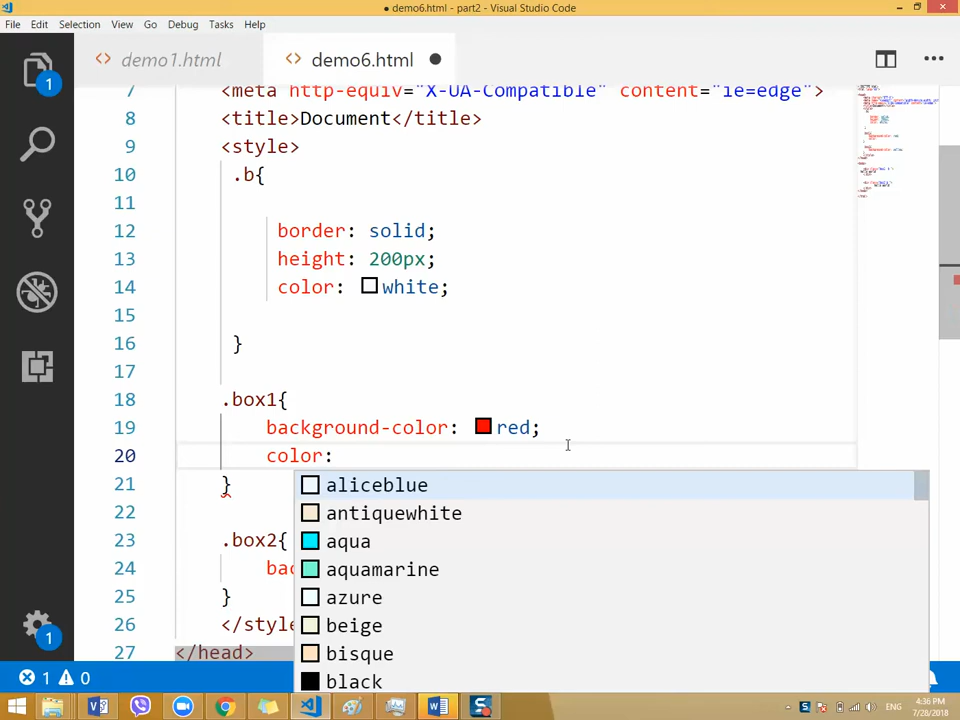 ● demo6.html - part2 - Visual Studio Code
File Edit Selection View Go Debug Tasks Help
<> demo1.html <> demo6.html ●
1
7 <meta http-equiv="X-UA-Compatible" content="ie=edge">
8 <title>Document</title>
9 <style>
10 .b{
11
12 border: solid;
13 height: 200px;
14 color: white;
15
16 }
17
18 .box1{
19 background-color: red;
20 color:
21 }
22
23 .box2{
24 bac
25 }
26 </style
27 </head>
aliceblue
antiquewhite
aqua
aquamarine
azure
beige
bisque
black
1
1 0
ENG
4:36 PM
7/28/2018